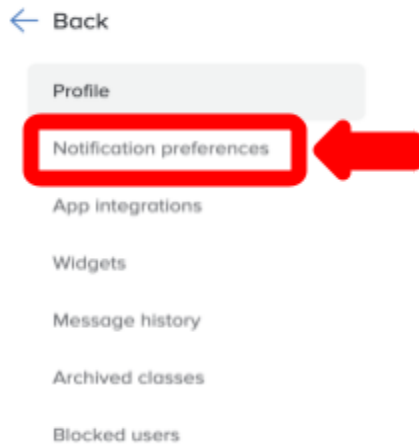 Back
Profile
Notification preferences
App integrations
Widgets
Message history
Archived classes
Blocked users